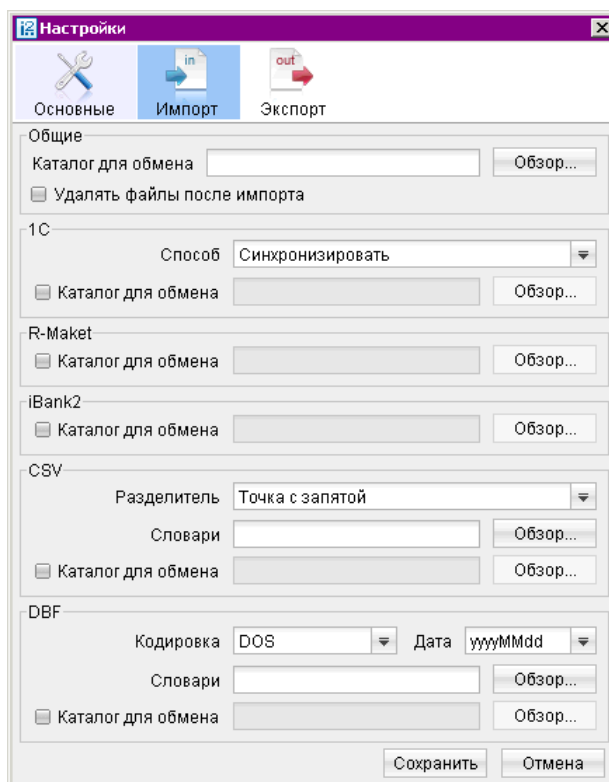 i2 Настройки
in
out
Основные Импорт Экспорт
Общие
Каталог для обмена Обзор...
Удалять файлы после импорта
1С
Способ Синхронизировать
Каталог для обмена Обзор...
R-Maket
Каталог для обмена Обзор...
iBank2
Каталог для обмена Обзор...
CSV
Разделитель Точка с запятой
Словари Обзор...
Каталог для обмена Обзор...
DBF
Кодировка DOS Дата yyyyMMdd
Словари Обзор...
Каталог для обмена Обзор...
Сохранить Отмена